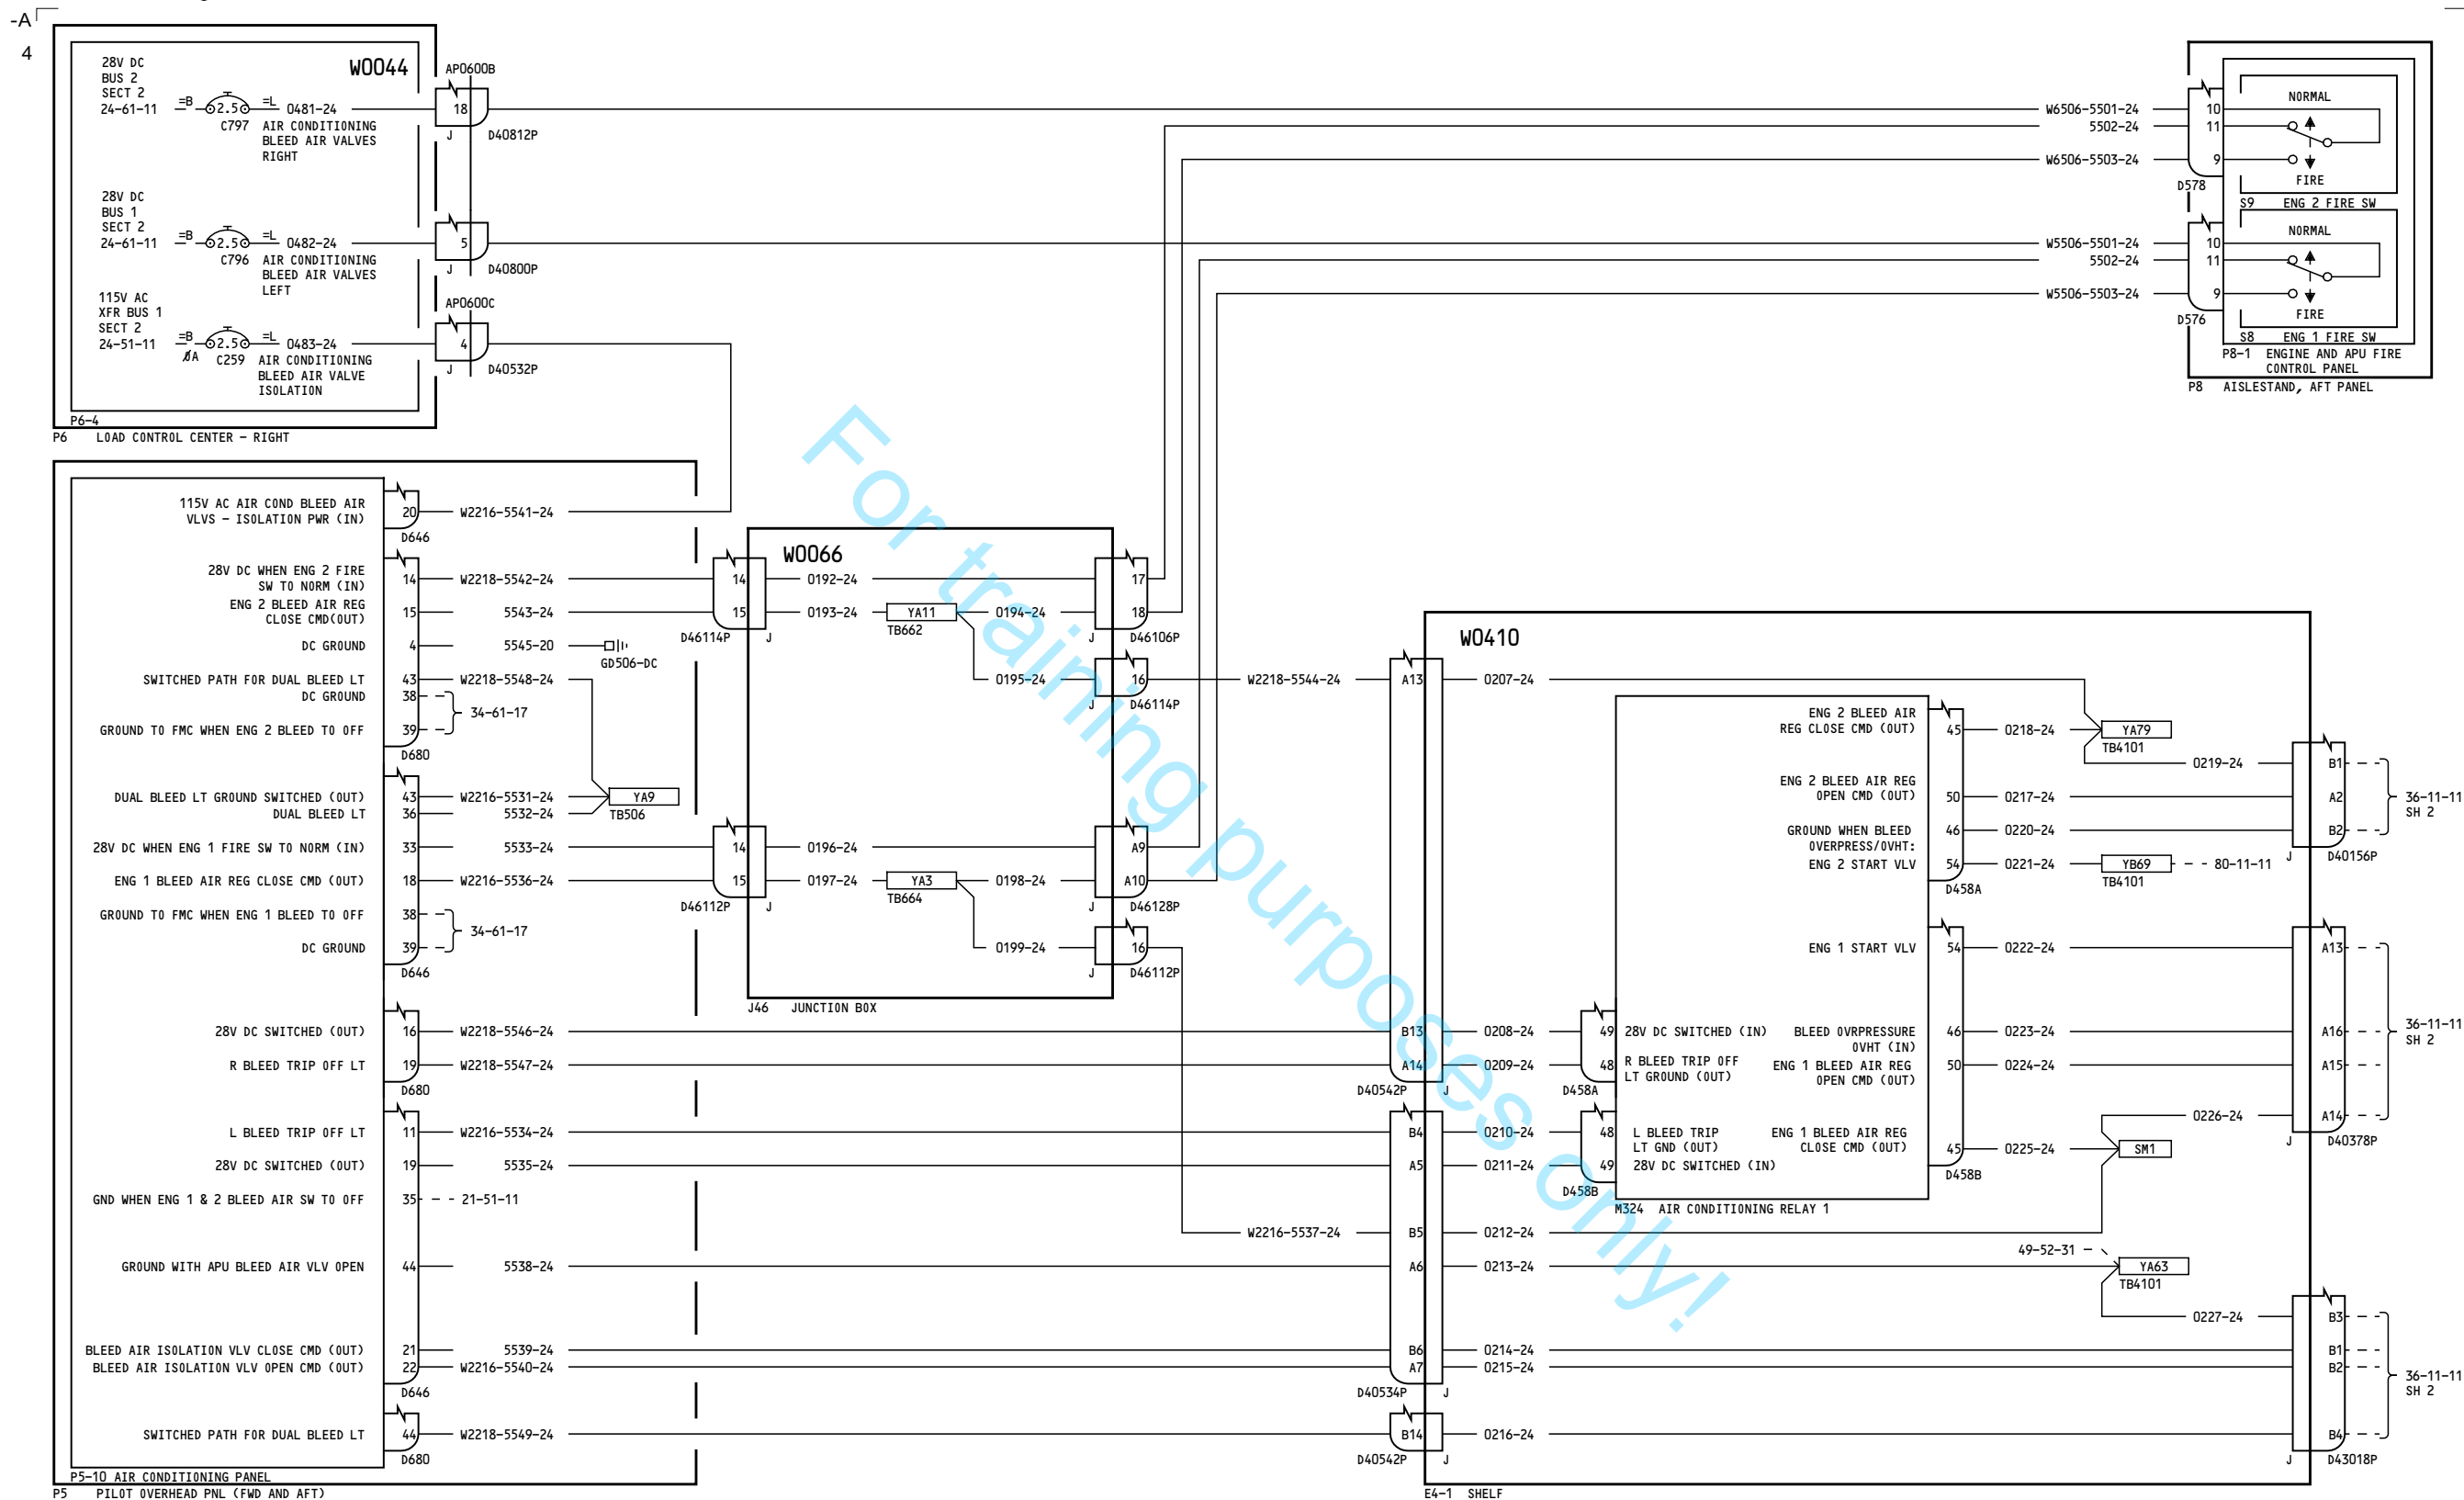 -A
4
28V DC
BUS 2
SECT 2
24-61-11
=B
2.5
=L
0481-24
C797
AIR CONDITIONING
BLEED AIR VALVES
RIGHT
W0044
AP0600B
18
J
D40812P
28V DC
BUS 1
SECT 2
24-61-11
=B
2.5
=L
0482-24
C796
AIR CONDITIONING
BLEED AIR VALVES
LEFT
5
J
D40800P
115V AC
XFR BUS 1
SECT 2
24-51-11
=B
ØA
2.5
=L
0483-24
C259
AIR CONDITIONING
BLEED AIR VALVE
ISOLATION
AP0600C
4
J
D40532P
P6-4
P6 LOAD CONTROL CENTER - RIGHT
W6506-5501-24
5502-24
W6506-5503-24
10
11
9
D578
NORMAL
FIRE
S9 ENG 2 FIRE SW
W5506-5501-24
5502-24
W5506-5503-24
10
11
9
D576
NORMAL
FIRE
S8 ENG 1 FIRE SW
P8-1 ENGINE AND APU FIRE
CONTROL PANEL
P8 AISLESTAND, AFT PANEL
115V AC AIR COND BLEED AIR
VLVS - ISOLATION PWR (IN)
20
W2216-5541-24
D646
28V DC WHEN ENG 2 FIRE
SW TO NORM (IN)
14
W2218-5542-24
ENG 2 BLEED AIR REG
CLOSE CMD(OUT)
15
5543-24
DC GROUND
4
5545-20
GD506-DC
SWITCHED PATH FOR DUAL BLEED LT
43
W2218-5548-24
DC GROUND
38
34-61-17
GROUND TO FMC WHEN ENG 2 BLEED TO OFF
39
D680
DUAL BLEED LT GROUND SWITCHED (OUT)
43
W2216-5531-24
YA9
TB506
DUAL BLEED LT
36
5532-24
28V DC WHEN ENG 1 FIRE SW TO NORM (IN)
33
5533-24
ENG 1 BLEED AIR REG CLOSE CMD (OUT)
18
W2216-5536-24
GROUND TO FMC WHEN ENG 1 BLEED TO OFF
38
34-61-17
DC GROUND
39
D646
28V DC SWITCHED (OUT)
16
W2218-5546-24
R BLEED TRIP OFF LT
19
W2218-5547-24
D680
L BLEED TRIP OFF LT
11
W2216-5534-24
28V DC SWITCHED (OUT)
19
5535-24
GND WHEN ENG 1 & 2 BLEED AIR SW TO OFF
35
21-51-11
GROUND WITH APU BLEED AIR VLV OPEN
44
5538-24
BLEED AIR ISOLATION VLV CLOSE CMD (OUT)
21
5539-24
BLEED AIR ISOLATION VLV OPEN CMD (OUT)
22
W2216-5540-24
D646
SWITCHED PATH FOR DUAL BLEED LT
44
W2218-5549-24
D680
P5-10 AIR CONDITIONING PANEL
P5 PILOT OVERHEAD PNL (FWD AND AFT)
W0066
14
0192-24
17
15
0193-24
YA11
TB662
0194-24
18
D46114P
J
J
D46106P
0195-24
16
J
D46114P
14
0196-24
A9
15
0197-24
YA3
TB664
0198-24
A10
D46112P
J
J
D46128P
0199-24
16
J
D46112P
J46 JUNCTION BOX
W2218-5544-24
W2216-5537-24
W0410
A13
0207-24
B13
0208-24
A14
0209-24
D40542P
J
B4
0210-24
A5
0211-24
B5
0212-24
A6
0213-24
B6
0214-24
A7
0215-24
D40534P
J
B14
0216-24
D40542P
J
49
28V DC SWITCHED (IN)
48
R BLEED TRIP OFF
LT GROUND (OUT)
D458A
48
L BLEED TRIP
LT GND (OUT)
49
28V DC SWITCHED (IN)
D458B
ENG 2 BLEED AIR
REG CLOSE CMD (OUT)
45
0218-24
YA79
TB4101
0219-24
B1
ENG 2 BLEED AIR REG
OPEN CMD (OUT)
50
0217-24
A2
GROUND WHEN BLEED
OVERPRESS/OVHT:
46
0220-24
B2
ENG 2 START VLV
54
0221-24
YB69
TB4101
80-11-11
D458A
J
D40156P
36-11-11
SH 2
ENG 1 START VLV
54
0222-24
A13
BLEED OVRPRESSURE
OVHT (IN)
46
0223-24
A16
ENG 1 BLEED AIR REG
OPEN CMD (OUT)
50
0224-24
A15
36-11-11
SH 2
0226-24
A14
ENG 1 BLEED AIR REG
CLOSE CMD (OUT)
45
0225-24
SM1
D458B
J
D40378P
M324 AIR CONDITIONING RELAY 1
49-52-31
YA63
TB4101
0227-24
B3
B1
B2
B4
36-11-11
SH 2
J
D43018P
E4-1 SHELF
For training purposes only!